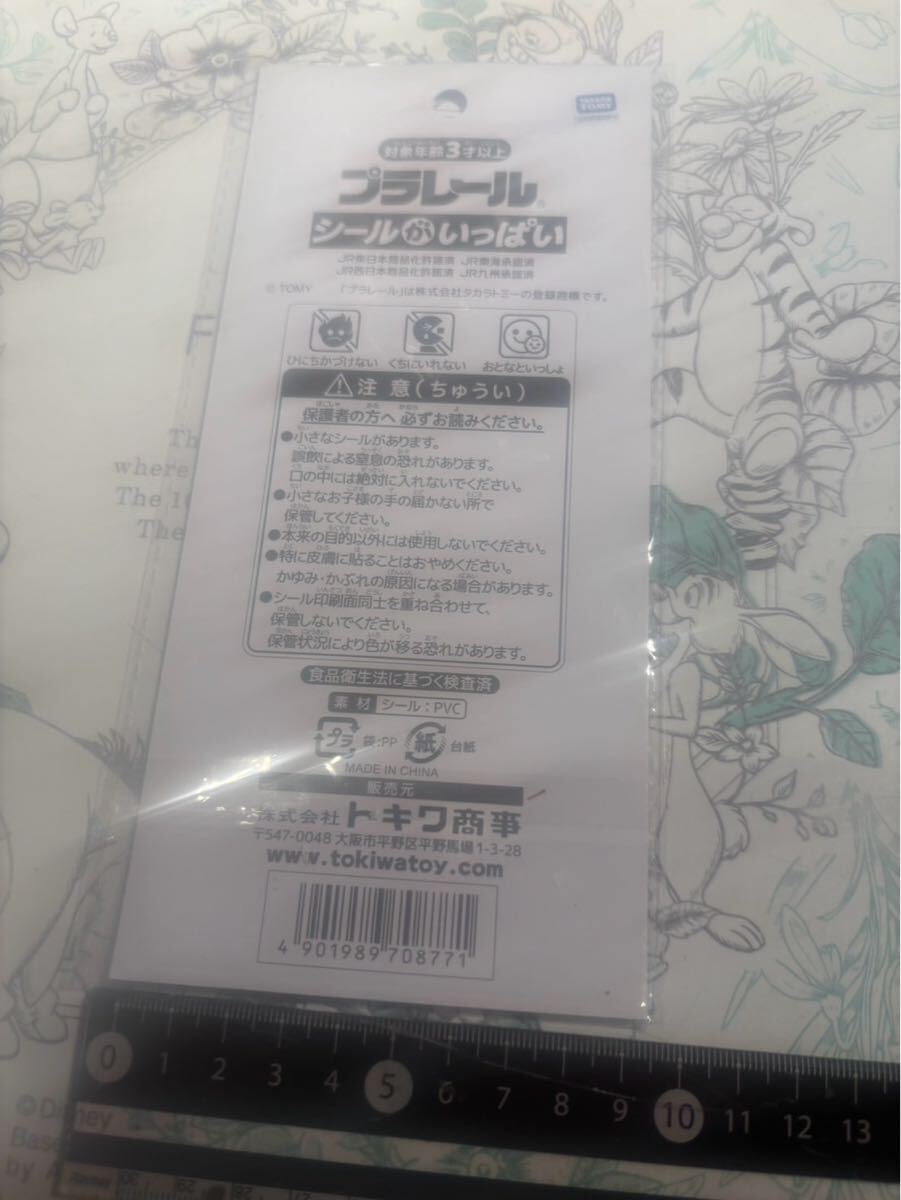 TAKARA
TOMY
対象年齢3才以上
プラレール
シールがいっぱい
JR東日本商品化許諾済 JR東海承認済
JR西日本商品化許諾済 JR九州承認済
© TOMY 「プラレール」は株式会社タカラトミーの登録商標です。
ひにちかづけない くちにいれない おとなといっしょ
注意(ちゅうい)
保護者の方へ 必ずお読みください。
●小さなシールがあります。
誤飲による窒息の恐れがあります。
口の中には絶対に入れないでください。
●小さなお子様の手の届かない所で
保管してください。
●本来の目的以外には使用しないでください。
●特に皮膚に貼ることはおやめください。
かゆみ・かぶれの原因になる場合があります。
●シール印刷面同士を重ね合わせて、
保管しないでください。
保管状況により色が移る恐れがあります。
食品衛生法に基づく検査済
素材 シール:PVC
プラ 袋:PP 紙 台紙
MADE IN CHINA
販売元
株式会社トキワ商事
〒547-0048 大阪市平野区平野馬場1-3-28
www.tokiwatoy.com
4 901989 708771
Th
where
The 10
The
0 1 2 3 4 5 6 7 8 9 10 11 12 13
©Disney
Base
by A